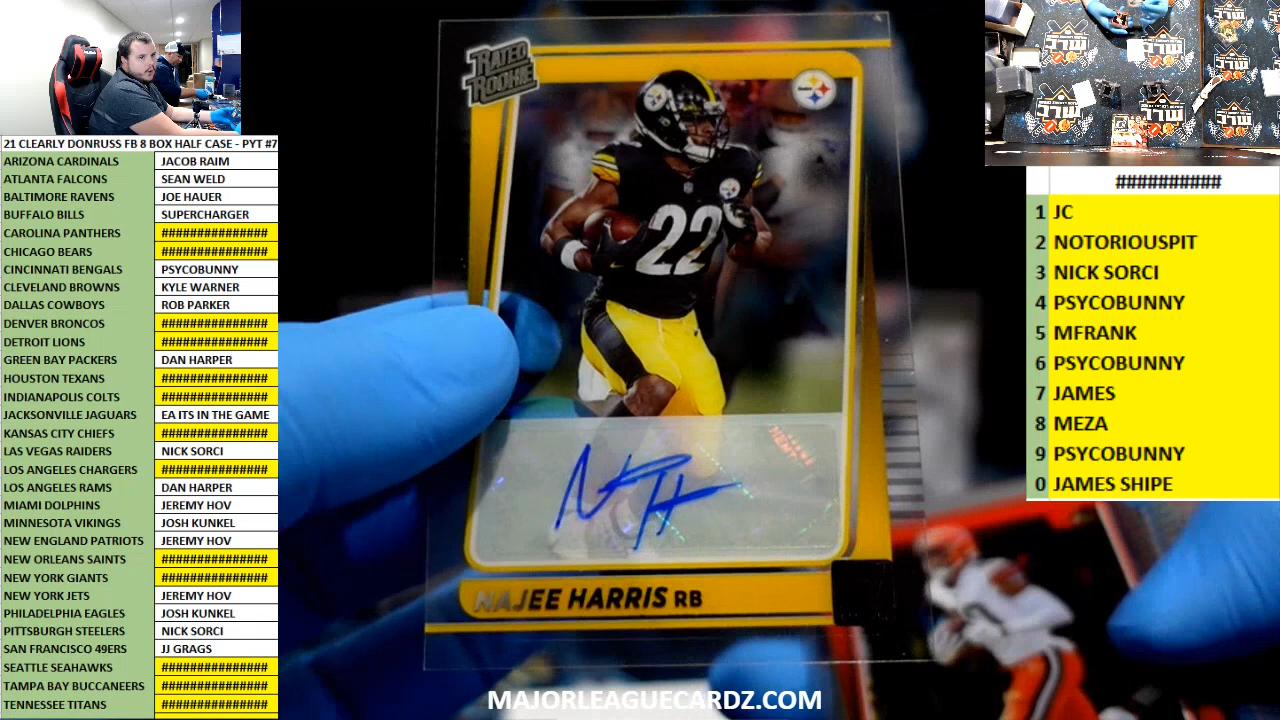 21 CLEARLY DONRUSS FB 8 BOX HALF CASE - PYT #7
ARIZONA CARDINALS JACOB RAIM
ATLANTA FALCONS SEAN WELD
BALTIMORE RAVENS JOE HAUER
BUFFALO BILLS SUPERCHARGER
CAROLINA PANTHERS ###############
CHICAGO BEARS ###############
CINCINNATI BENGALS PSYCOBUNNY
CLEVELAND BROWNS KYLE WARNER
DALLAS COWBOYS ROB PARKER
DENVER BRONCOS ###############
DETROIT LIONS ###############
GREEN BAY PACKERS DAN HARPER
HOUSTON TEXANS ###############
INDIANAPOLIS COLTS ###############
JACKSONVILLE JAGUARS EA ITS IN THE GAME
KANSAS CITY CHIEFS ###############
LAS VEGAS RAIDERS NICK SORCI
LOS ANGELES CHARGERS ###############
LOS ANGELES RAMS DAN HARPER
MIAMI DOLPHINS JEREMY HOV
MINNESOTA VIKINGS JOSH KUNKEL
NEW ENGLAND PATRIOTS JEREMY HOV
NEW ORLEANS SAINTS ###############
NEW YORK GIANTS ###############
NEW YORK JETS JEREMY HOV
PHILADELPHIA EAGLES JOSH KUNKEL
PITTSBURGH STEELERS NICK SORCI
SAN FRANCISCO 49ERS JJ GRAGS
SEATTLE SEAHAWKS ###############
TAMPA BAY BUCCANEERS ###############
TENNESSEE TITANS ###############
RATED
ROOKIE
Steelers
22
NAJEE HARRIS RB
MAJORLEAGUECARDZ.COM
##########
1 JC
2 NOTORIOUSPIT
3 NICK SORCI
4 PSYCOBUNNY
5 MFRANK
6 PSYCOBUNNY
7 JAMES
8 MEZA
9 PSYCOBUNNY
0 JAMES SHIPE